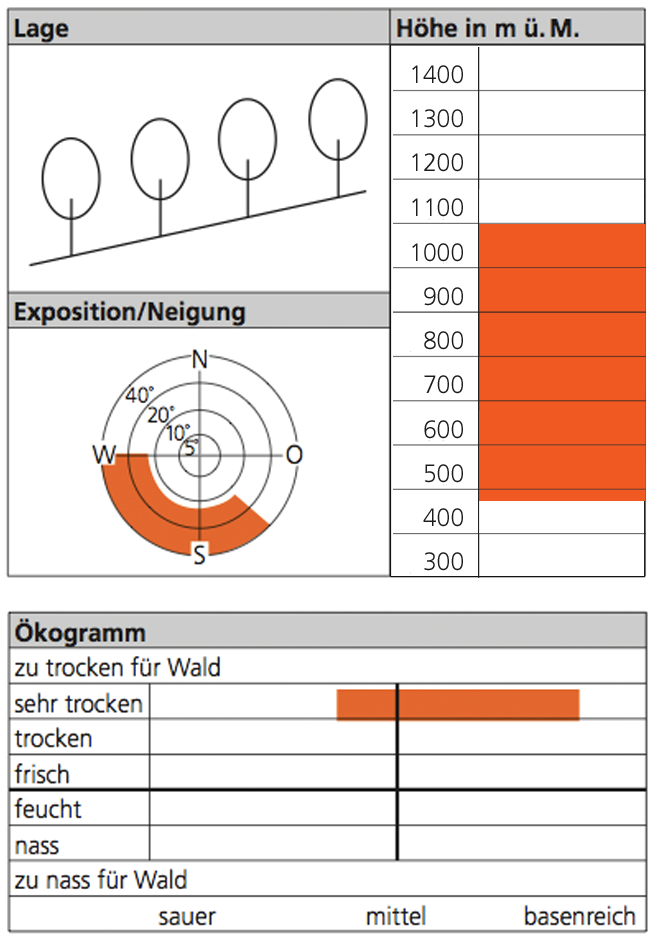 Lage
Höhe in m ü. M.
1400
1300
1200
1100
1000
900
800
700
600
500
400
300
Exposition/Neigung
N
40°
20°
10°
5°
W
O
S
Ökogramm
zu trocken für Wald
sehr trocken
trocken
frisch
feucht
nass
zu nass für Wald
sauer mittel basenreich